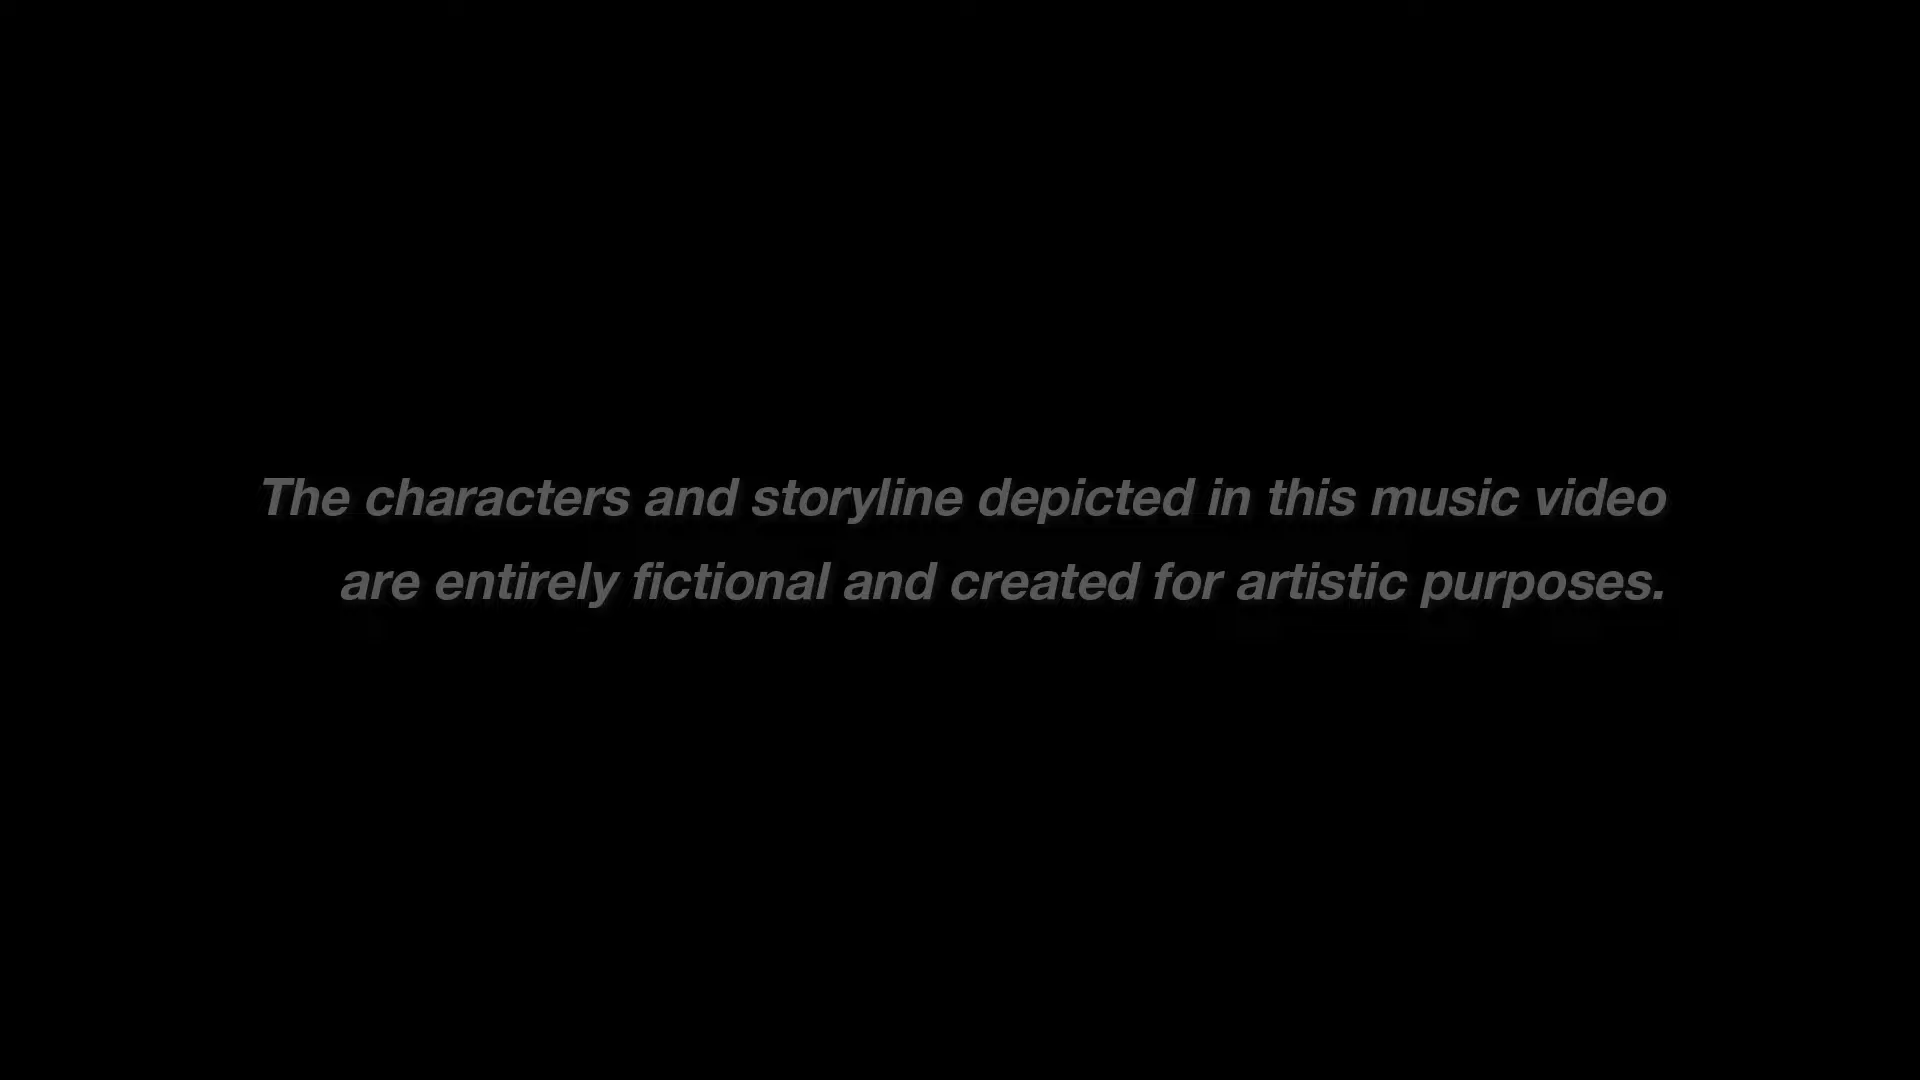 The characters and storyline depicted in this music video
are entirely fictional and created for artistic purposes.